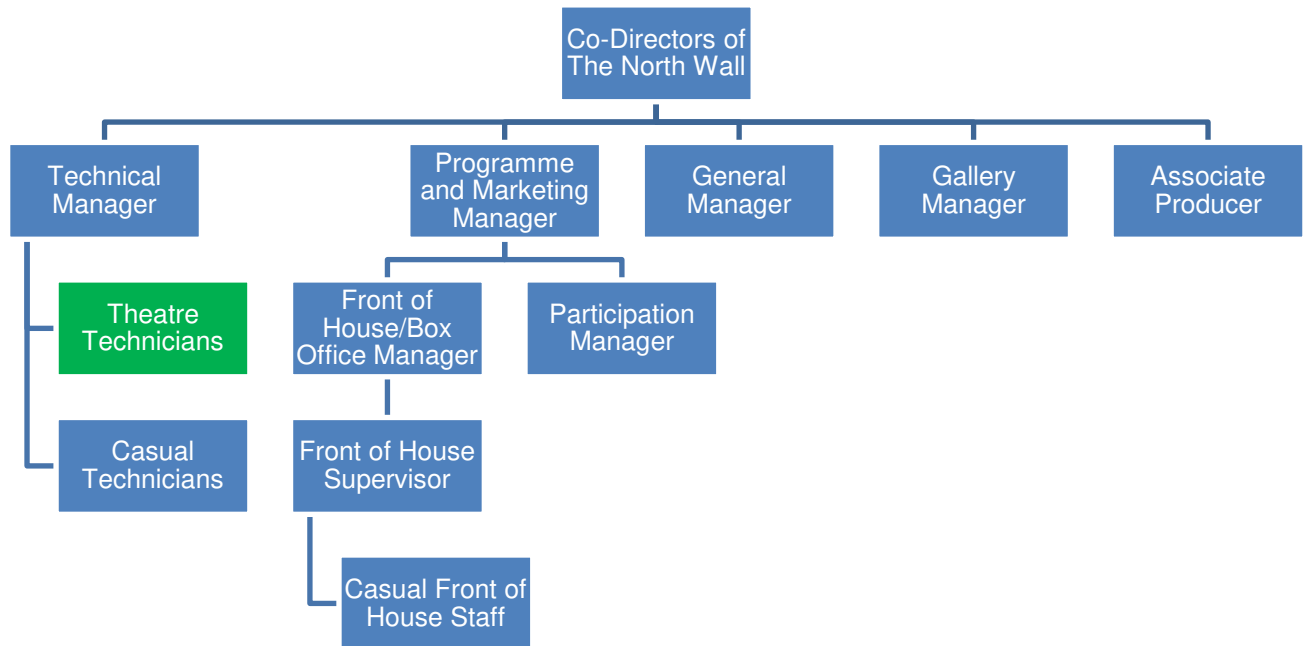 Co-Directors of
The North Wall
Technical
Manager
Programme
and Marketing
Manager
General
Manager
Gallery
Manager
Associate
Producer
Theatre
Technicians
Front of
House/Box
Office Manager
Participation
Manager
Casual
Technicians
Front of House
Supervisor
Casual Front of
House Staff